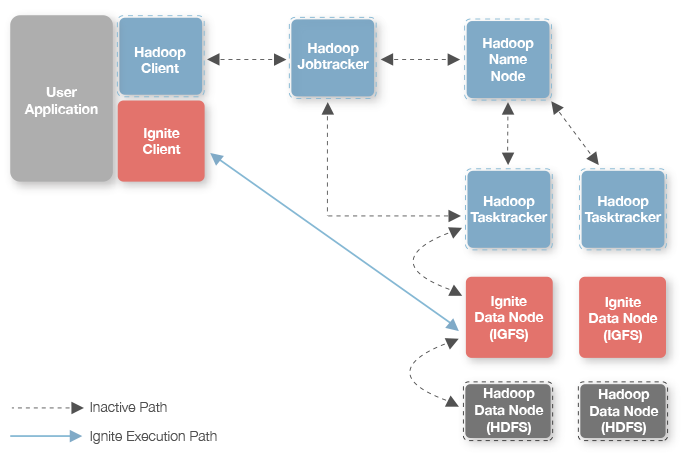 User
Application
Hadoop
Client
Ignite
Client
Hadoop
Jobtracker
Hadoop
Name
Node
Hadoop
Tasktracker
Hadoop
Tasktracker
Ignite
Data Node
(IGFS)
Ignite
Data Node
(IGFS)
Hadoop
Data Node
(HDFS)
Hadoop
Data Node
(HDFS)
Inactive Path
Ignite Execution Path